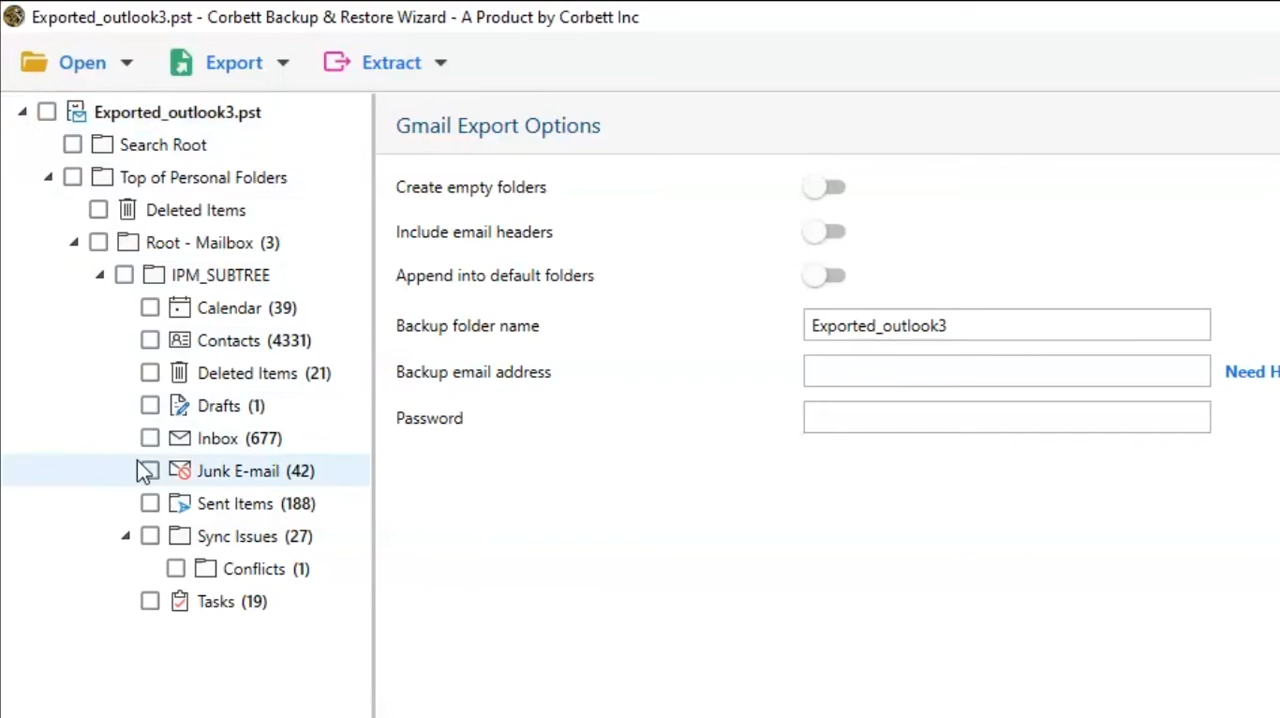 Exported_outlook3.pst - Corbett Backup & Restore Wizard - A Product by Corbett Inc
Open Export Extract
Exported_outlook3.pst
Search Root
Top of Personal Folders
Deleted Items
Root - Mailbox (3)
IPM_SUBTREE
Calendar (39)
Contacts (4331)
Deleted Items (21)
Drafts (1)
Inbox (677)
Junk E-mail (42)
Sent Items (188)
Sync Issues (27)
Conflicts (1)
Tasks (19)
Gmail Export Options
Create empty folders
Include email headers
Append into default folders
Backup folder name Exported_outlook3
Backup email address Need H
Password